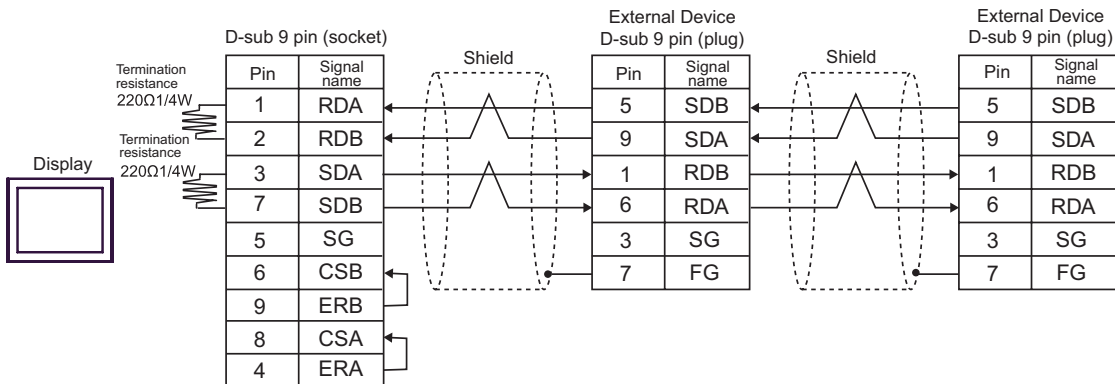 External Device
D-sub 9 pin (plug)
External Device
D-sub 9 pin (plug)
D-sub 9 pin (socket)
Shield
Shield
Termination
resistance
220Ω1/4W
Termination
resistance
220Ω1/4W
Display
Pin Signal name
1 RDA
2 RDB
3 SDA
7 SDB
5 SG
6 CSB
9 ERB
8 CSA
4 ERA
Pin Signal name
5 SDB
9 SDA
1 RDB
6 RDA
3 SG
7 FG
Pin Signal name
5 SDB
9 SDA
1 RDB
6 RDA
3 SG
7 FG